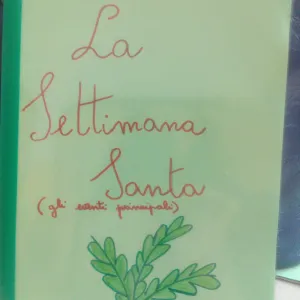 La
Settimana
Santa
(gli eventi principali)